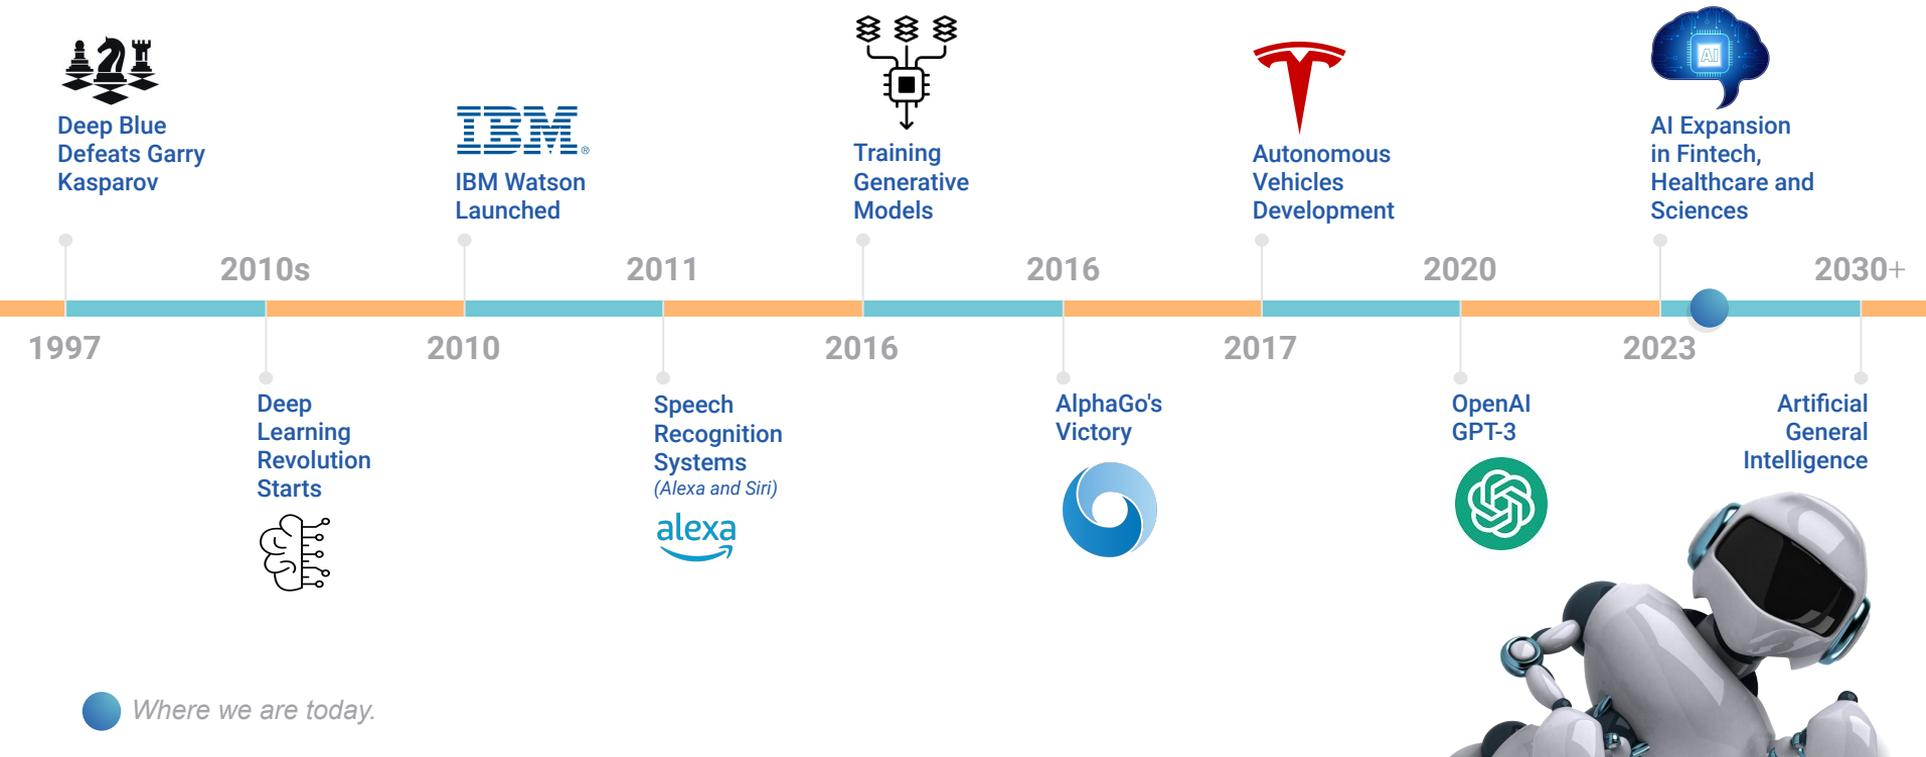 Deep Blue
Defeats Garry
Kasparov
1997
2010s
Deep
Learning
Revolution
Starts
IBM®
IBM Watson
Launched
2010
2011
Speech
Recognition
Systems
(Alexa and Siri)
alexa
Training
Generative
Models
2016
2016
AlphaGo's
Victory
Autonomous
Vehicles
Development
2017
2020
OpenAI
GPT-3
AI
AI Expansion
in Fintech,
Healthcare and
Sciences
2023
2030+
Artificial
General
Intelligence
Where we are today.